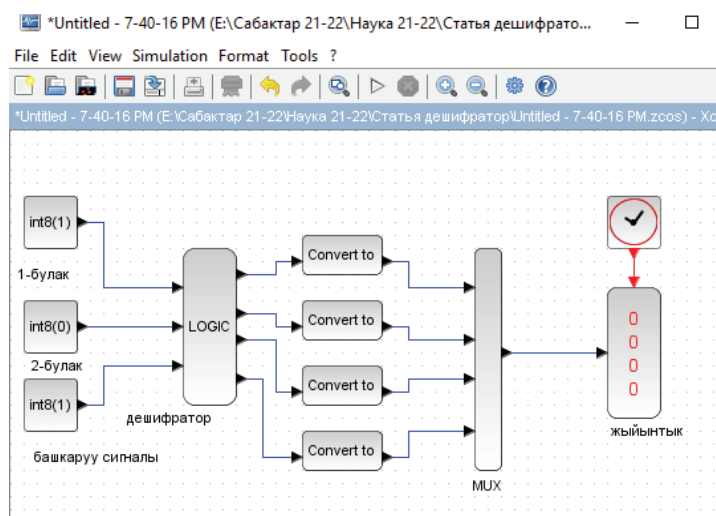 *Untitled - 7-40-16 PM (E:\Сабактар 21-22\Наука 21-22\Статья дешифрато...
File Edit View Simulation Format Tools ?
*Untitled - 7-40-16 PM (E:\Сабактар 21-22\Наука 21-22\Статья дешифратор\Untitled - 7-40-16 PM.zcos) - Xc
int8(1)
1-булак
int8(0)
2-булак
int8(1)
башкаруу сигналы
LOGIC
дешифратор
Convert to
Convert to
Convert to
Convert to
MUX
0
0
0
0
жыйынтык